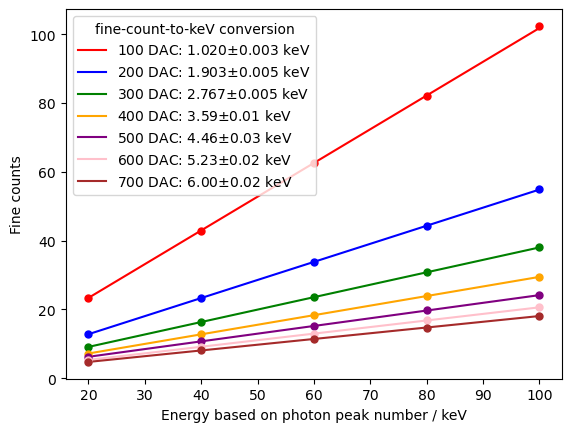 fine-count-to-keV conversion
100 DAC: 1.020±0.003 keV
200 DAC: 1.903±0.005 keV
300 DAC: 2.767±0.005 keV
400 DAC: 3.59±0.01 keV
500 DAC: 4.46±0.03 keV
600 DAC: 5.23±0.02 keV
700 DAC: 6.00±0.02 keV
Fine counts
100
80
60
40
20
0
20 30 40 50 60 70 80 90 100
Energy based on photon peak number / keV